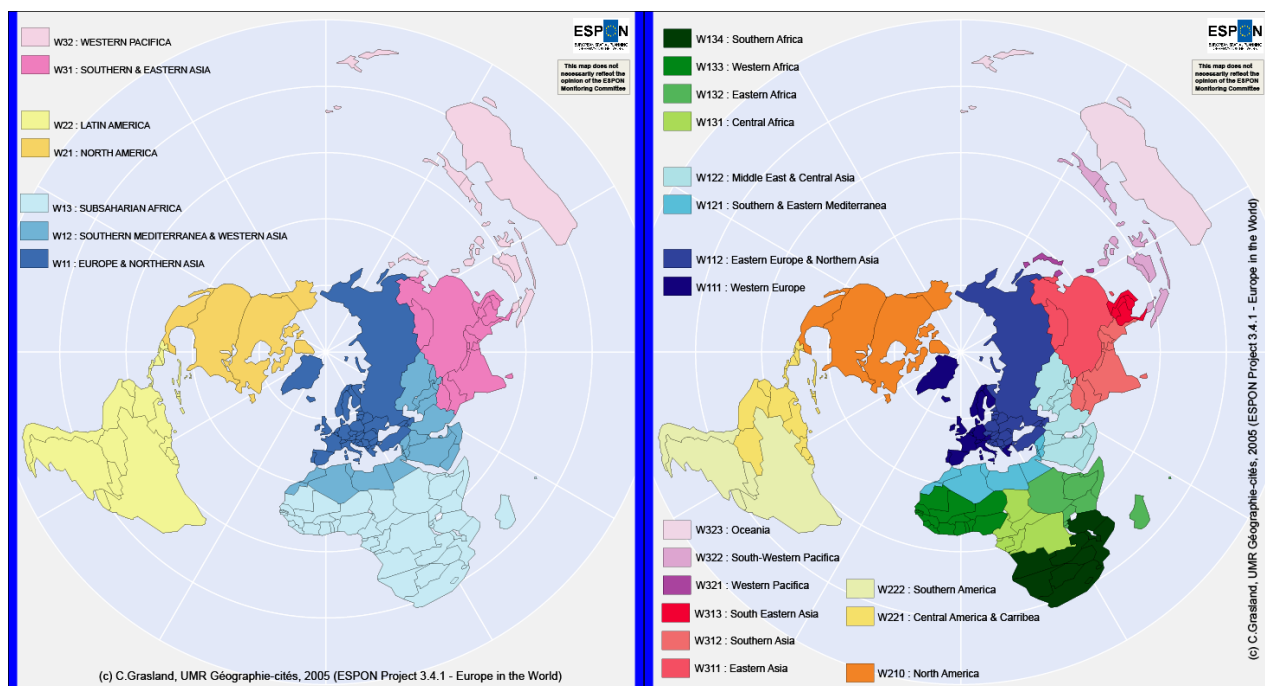 W32 : WESTERN PACIFICA
W31 : SOUTHERN & EASTERN ASIA
W22 : LATIN AMERICA
W21 : NORTH AMERICA
W13 : SUBSAHARIAN AFRICA
W12 : SOUTHERN MEDITERRANEA & WESTERN ASIA
W11 : EUROPE & NORTHERN ASIA
ESPON
This map does not
necessarily reflect the
opinion of the ESPON
Monitoring Committee
(c) C.Grasland, UMR Géographie-cités, 2005 (ESPON Project 3.4.1 - Europe in the World)
W134 : Southern Africa
W133 : Western Africa
W132 : Eastern Africa
W131 : Central Africa
W122 : Middle East & Central Asia
W121 : Southern & Eastern Mediterranea
W112 : Eastern Europe & Northern Asia
W111 : Western Europe
ESPON
This map does not
necessarily reflect the
opinion of the ESPON
Monitoring Committee
W323 : Oceania
W322 : South-Western Pacifica
W321 : Western Pacifica
W313 : South Eastern Asia
W312 : Southern Asia
W311 : Eastern Asia
W222 : Southern America
W221 : Central America & Carribea
W210 : North America
(c) C.Grasland, UMR Géographie-cités, 2005 (ESPON Project 3.4.1 - Europe in the World)